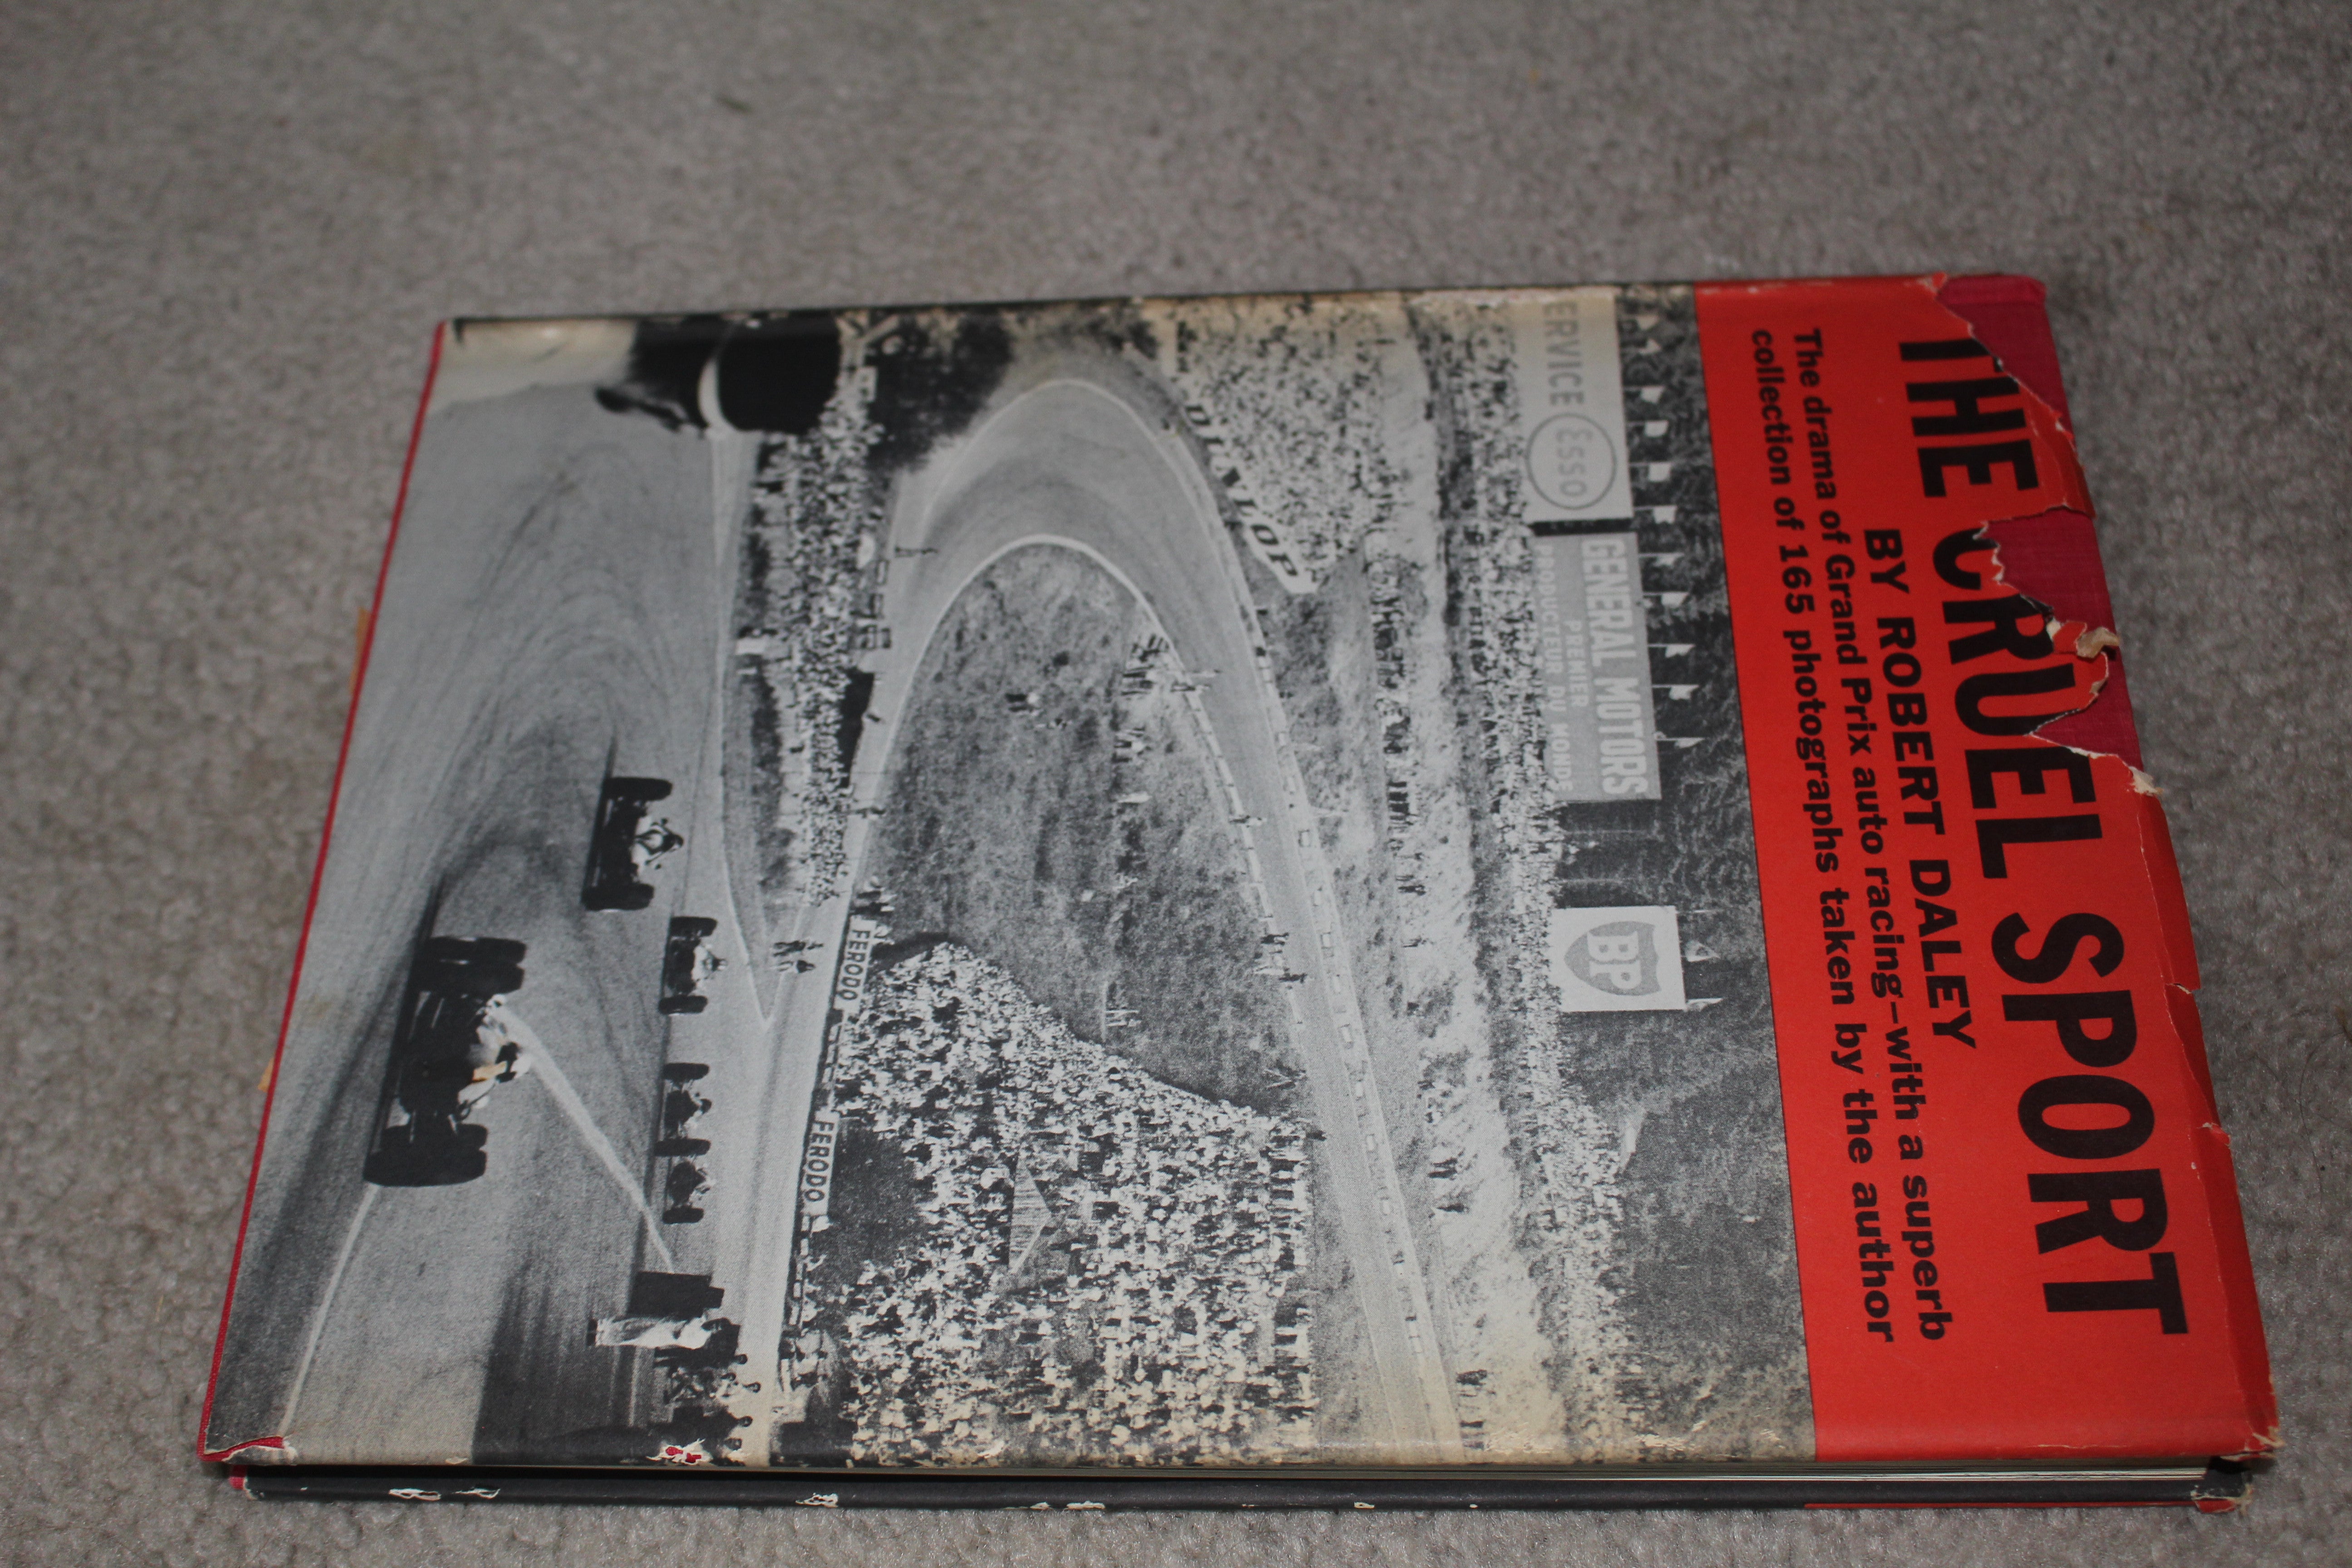 THE CRUEL SPORT
BY ROBERT DALEY
The drama of Grand Prix auto racing–with a superb
collection of 165 photographs taken by the author
SERVICE ESSO
GENERAL MOTORS
PREMIER
PRODUCTEUR DU MONDE
BP
DUNLOP
FERODO
FERODO